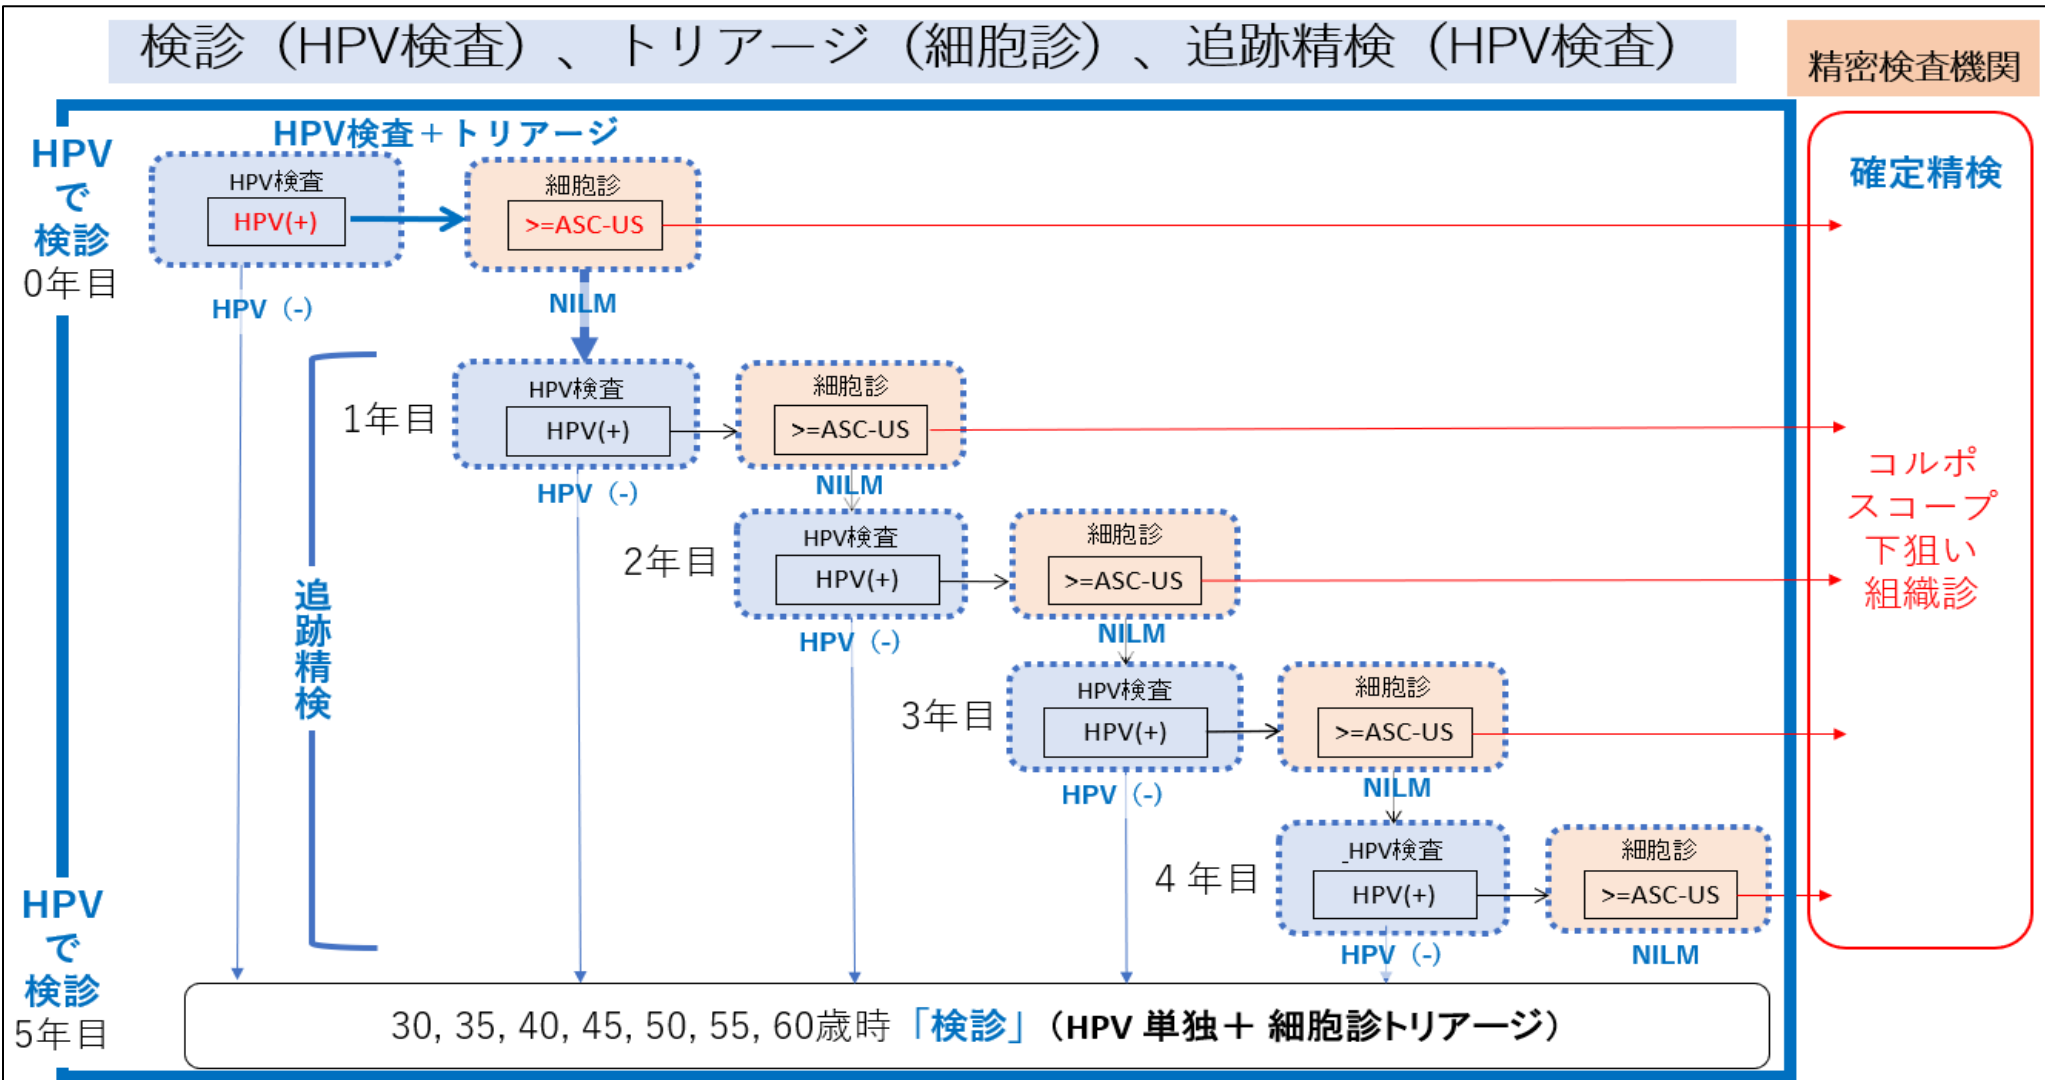 検診（HPV検査）、トリアージ（細胞診）、追跡精検（HPV検査）
精密検査機関
HPV
で
検診
0年目
HPV検査＋トリアージ
HPV検査
HPV(+)
細胞診
>=ASC-US
HPV（-）
NILM
確定精検
コルポ
スコープ
下狙い
組織診
追跡精検
1年目
HPV検査
HPV(+)
細胞診
>=ASC-US
HPV（-）
NILM
2年目
HPV検査
HPV(+)
細胞診
>=ASC-US
HPV（-）
NILM
3年目
HPV検査
HPV(+)
細胞診
>=ASC-US
HPV（-）
NILM
4 年目
_HPV検査
HPV(+)
細胞診
>=ASC-US
HPV（-）
NILM
HPV
で
検診
5年目
30, 35, 40, 45, 50, 55, 60歳時「検診」（HPV 単独＋ 細胞診トリアージ）